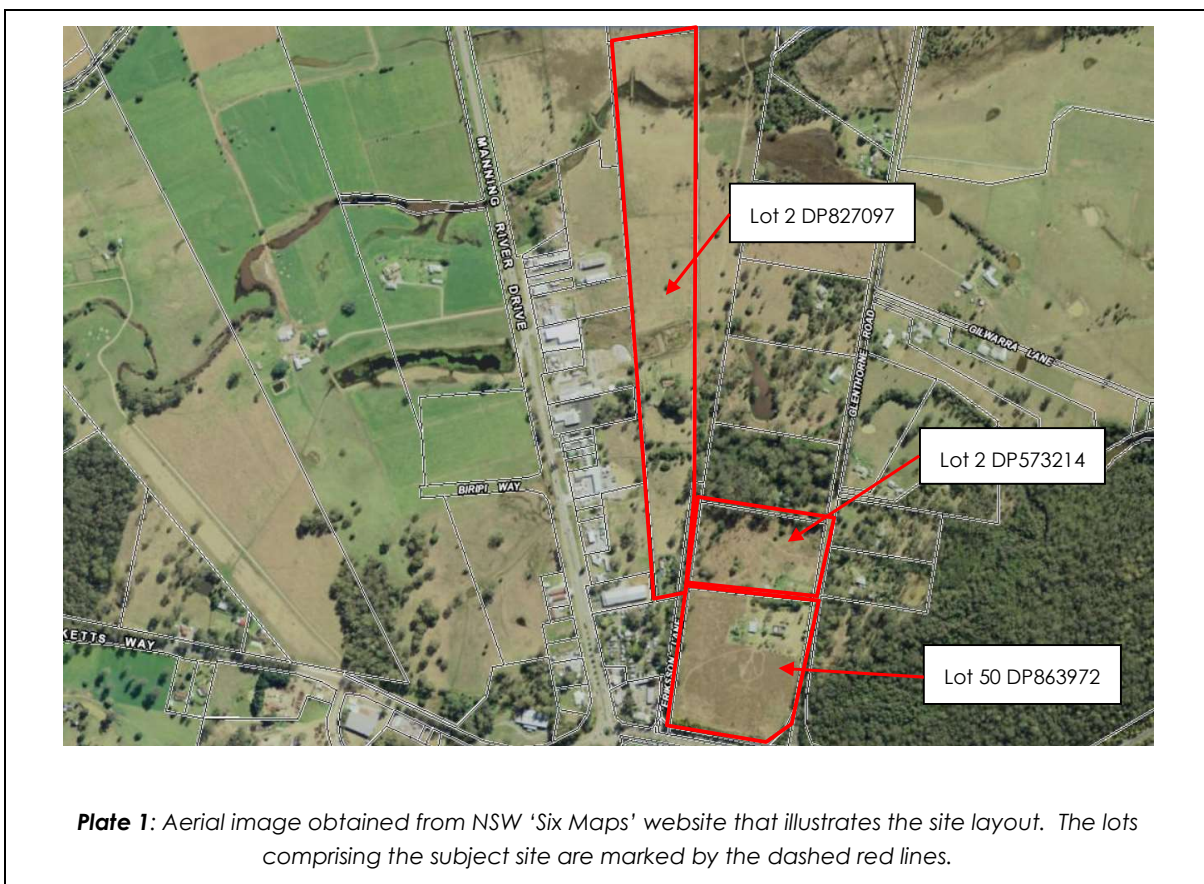 MANNING RIVER DRIVE
Lot 2 DP827097
GLENTHORNE ROAD
GILWARRA LANE
Lot 2 DP573214
BIRIPI WAY
KETTS WAY
ERIKSSON LANE
Lot 50 DP863972
Plate 1: Aerial image obtained from NSW ‘Six Maps’ website that illustrates the site layout. The lots
comprising the subject site are marked by the dashed red lines.